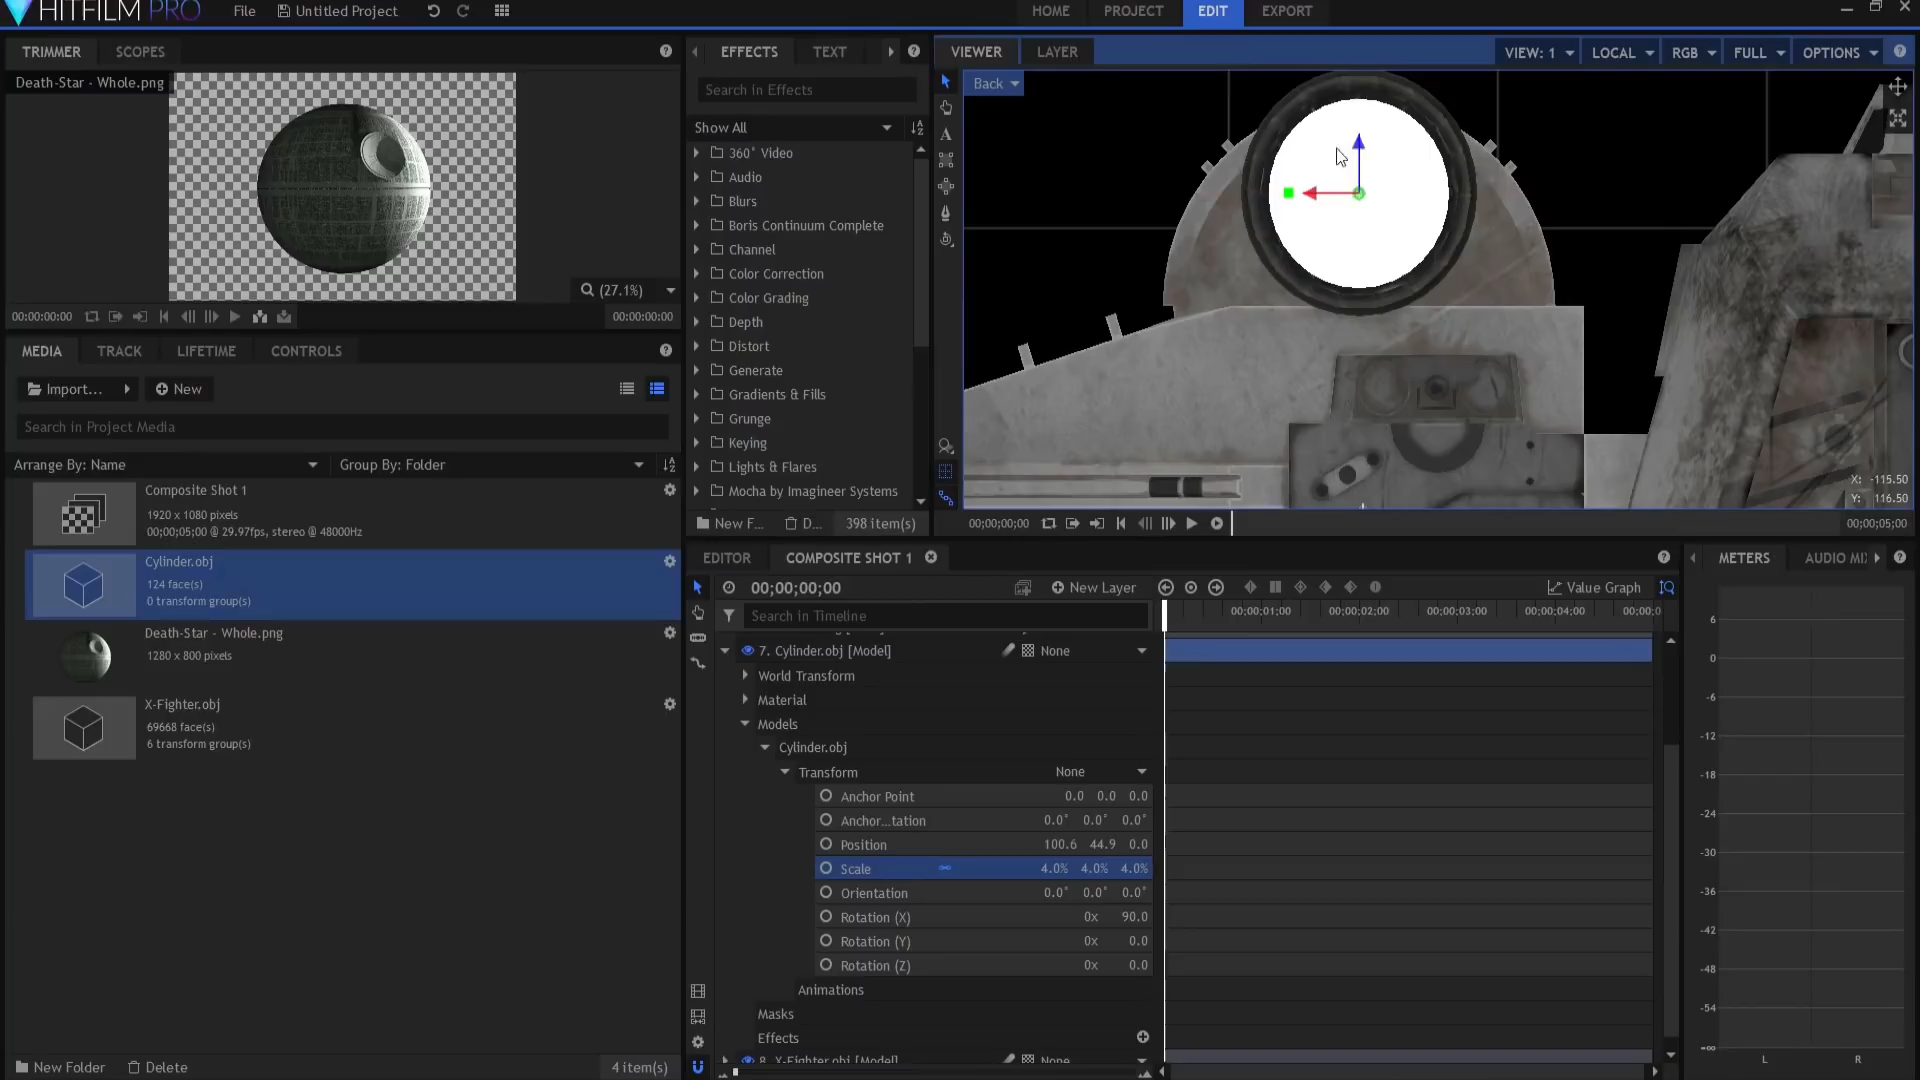 HITFILM PRO
File
Untitled Project
HOME
PROJECT
EDIT
EXPORT
TRIMMER
SCOPES
Death-Star - Whole.png
(27.1%)
00:00:00:00
00:00:00:00
MEDIA
TRACK
LIFETIME
CONTROLS
Import...
New
Search in Project Media
Arrange By: Name
Group By: Folder
Composite Shot 1
1920 x 1080 pixels
00;00;05;00 @ 29.97fps, stereo @ 48000Hz
Cylinder.obj
124 face(s)
0 transform group(s)
Death-Star - Whole.png
1280 x 800 pixels
X-Fighter.obj
69668 face(s)
6 transform group(s)
New Folder
Delete
4 item(s)
EFFECTS
TEXT
Search in Effects
Show All
360° Video
Audio
Blurs
Boris Continuum Complete
Channel
Color Correction
Color Grading
Depth
Distort
Generate
Gradients & Fills
Grunge
Keying
Lights & Flares
Mocha by Imagineer Systems
New F...
D...
398 item(s)
VIEWER
LAYER
VIEW: 1
LOCAL
RGB
FULL
OPTIONS
Back
X: -115.50
Y: 116.50
00;00;00;00
00;00;05;00
EDITOR
COMPOSITE SHOT 1
00;00;00;00
New Layer
Value Graph
Search in Timeline
00;00;01;00
00;00;02;00
00;00;03;00
00;00;04;00
00;00;0
7. Cylinder.obj [Model]
None
World Transform
Material
Models
Cylinder.obj
Transform
None
Anchor Point
0.0 0.0 0.0
Anchor...tation
0.0° 0.0° 0.0°
Position
100.6 44.9 0.0
Scale
4.0% 4.0% 4.0%
Orientation
0.0° 0.0° 0.0°
Rotation (X)
0x 90.0
Rotation (Y)
0x 0.0
Rotation (Z)
0x 0.0
Animations
Masks
Effects
8. X-Fighter.obj [Model]
None
METERS
AUDIO MI
6
0
-6
-12
-18
-24
-30
-36
-42
-48
-54
-∞
L
R